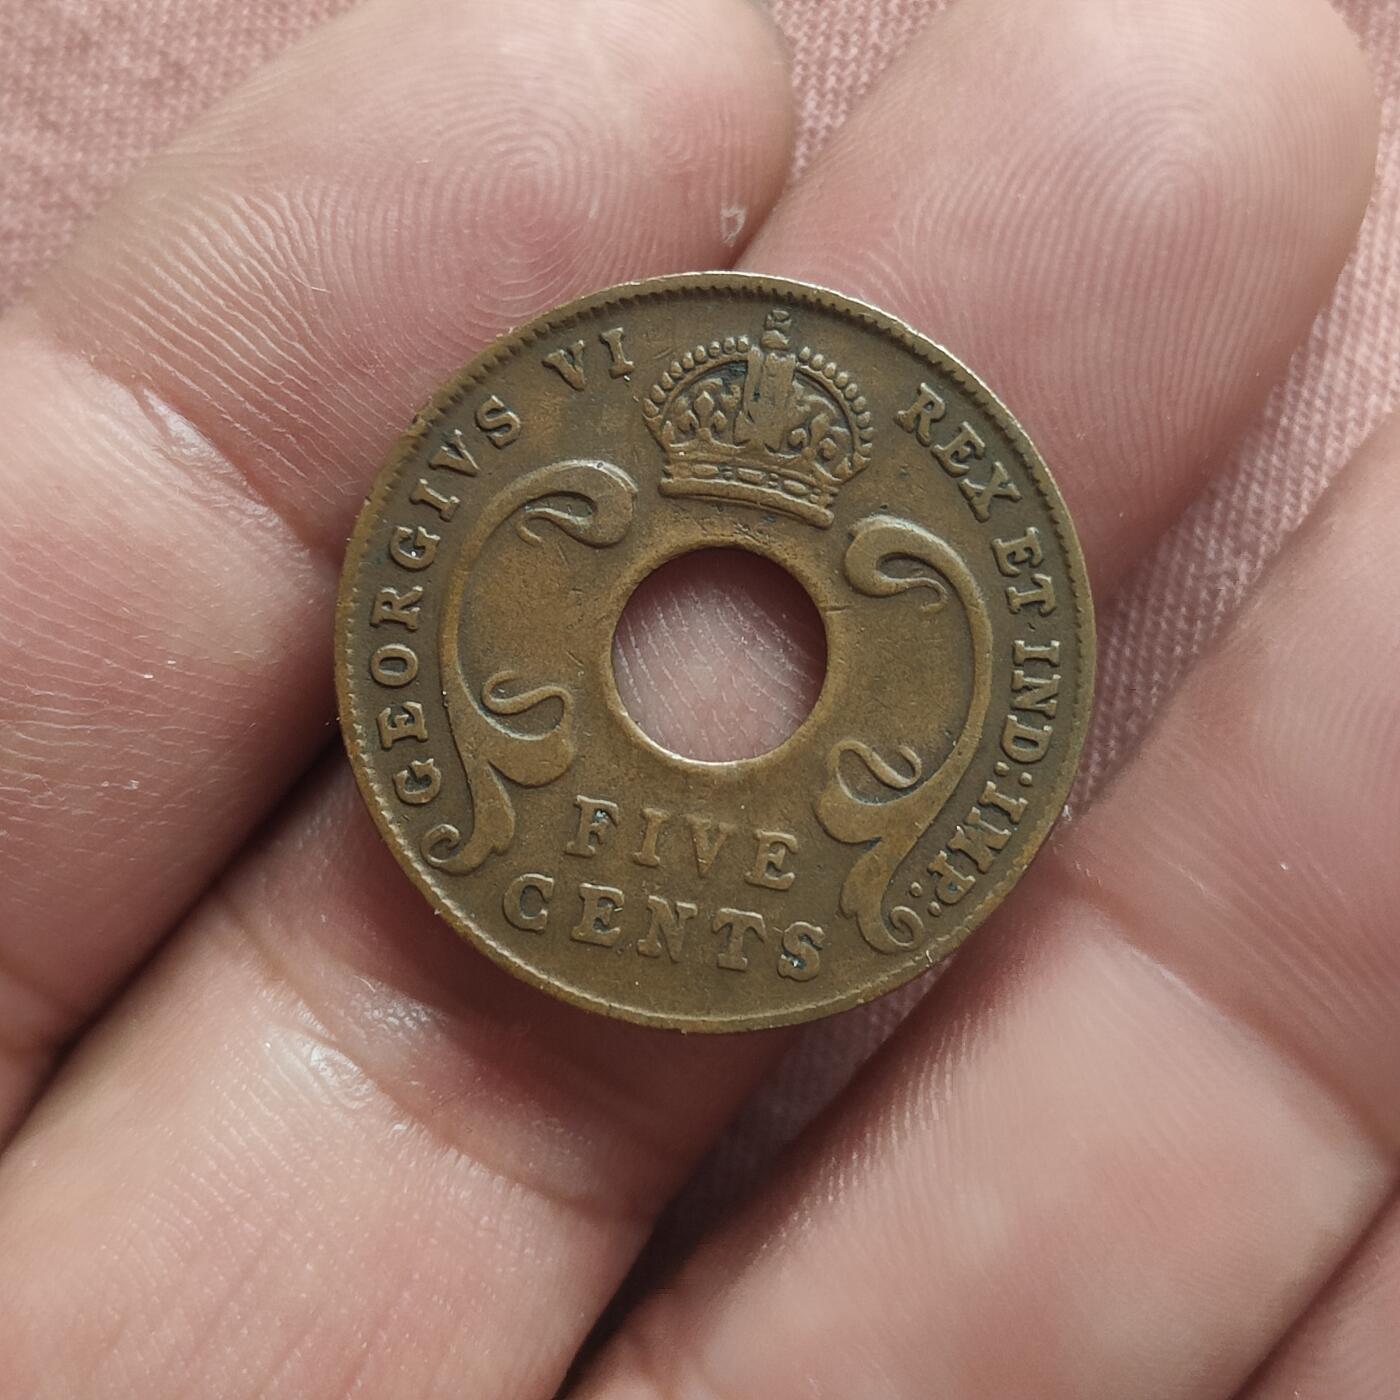 GEORGIVS VI REX ET IND:IMP:
FIVE
CENTS